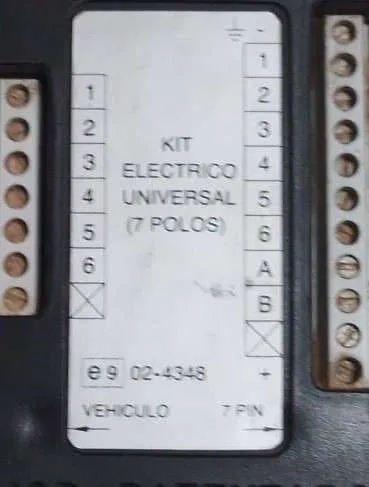 -
1
1
2
2
3
3
4
4
5
5
6
6
A
B
KIT
ELECTRICO
UNIVERSAL
(7 POLOS)
e9 02-4348 +
VEHICULO 7 PIN